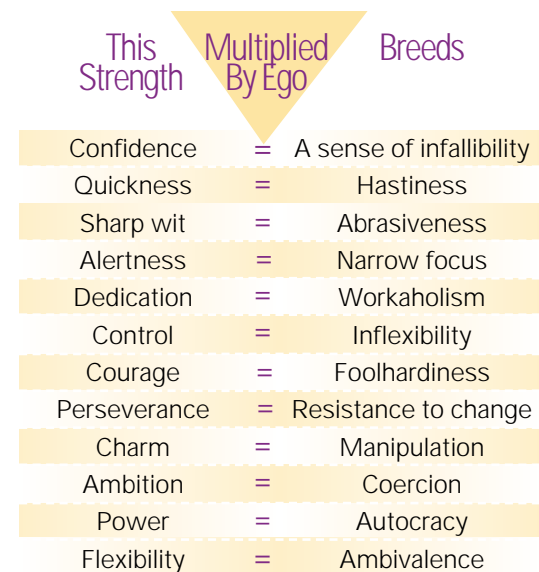 This Multiplied Breeds
Strength By Ego
Confidence = A sense of infallibility
Quickness = Hastiness
Sharp wit = Abrasiveness
Alertness = Narrow focus
Dedication = Workaholism
Control = Inflexibility
Courage = Foolhardiness
Perseverance = Resistance to change
Charm = Manipulation
Ambition = Coercion
Power = Autocracy
Flexibility = Ambivalence